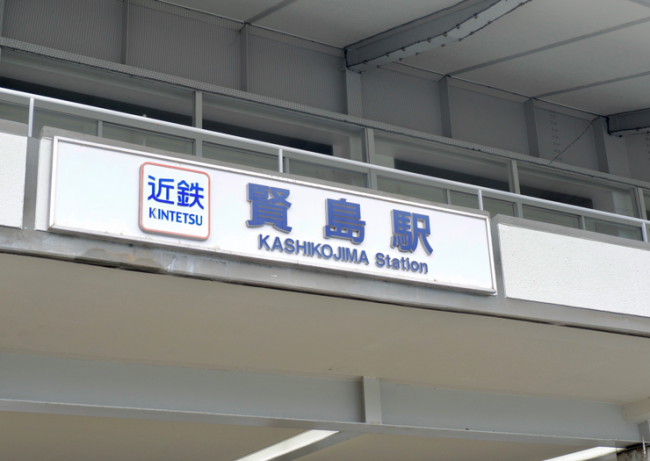 近鉄
KINTETSU
賢島駅
KASHIKOJIMA Station